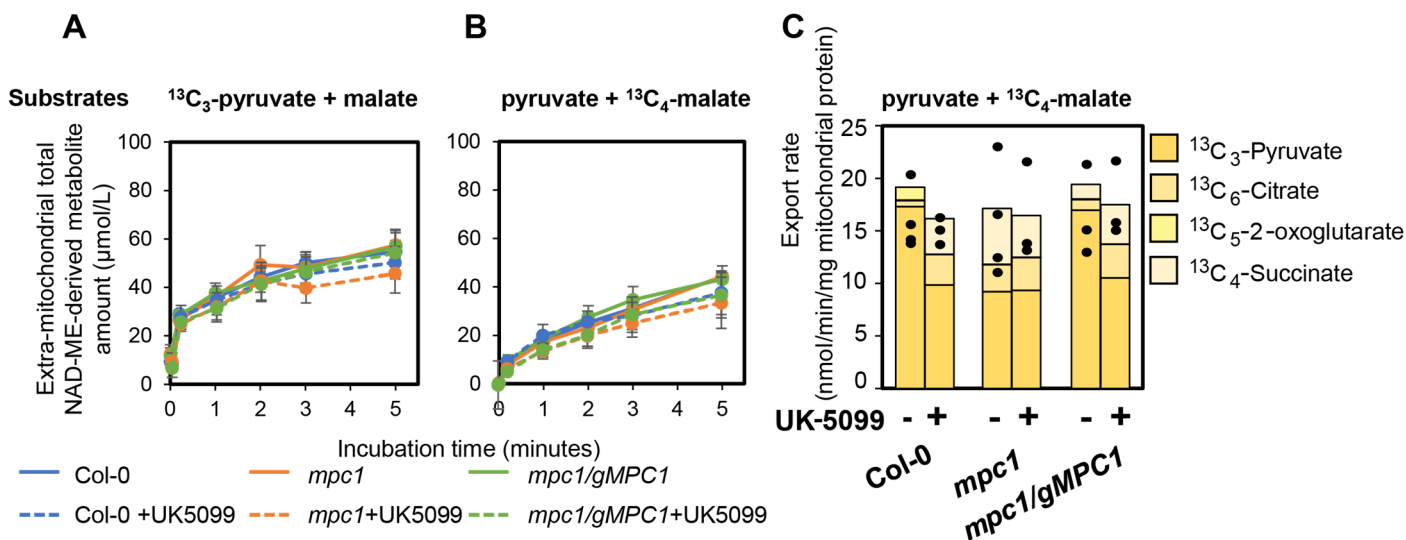 A
B
C
Substrates
¹³C₃-pyruvate + malate
pyruvate + ¹³C₄-malate
pyruvate + ¹³C₄-malate
Extra-mitochondrial total
NAD-ME-derived metabolite
amount (µmol/L)
100
80
60
40
20
0
0 1 2 3 4 5
100
80
60
40
20
0
0 1 2 3 4 5
Incubation time (minutes)
Export rate
(nmol/min/mg mitochondrial protein)
25
20
15
10
5
0
UK-5099 - + - + - +
Col-0
mpc1
mpc1/gMPC1
¹³C₃-Pyruvate
¹³C₆-Citrate
¹³C₅-2-oxoglutarate
¹³C₄-Succinate
Col-0
mpc1
mpc1/gMPC1
Col-0 +UK5099
mpc1+UK5099
mpc1/gMPC1+UK5099